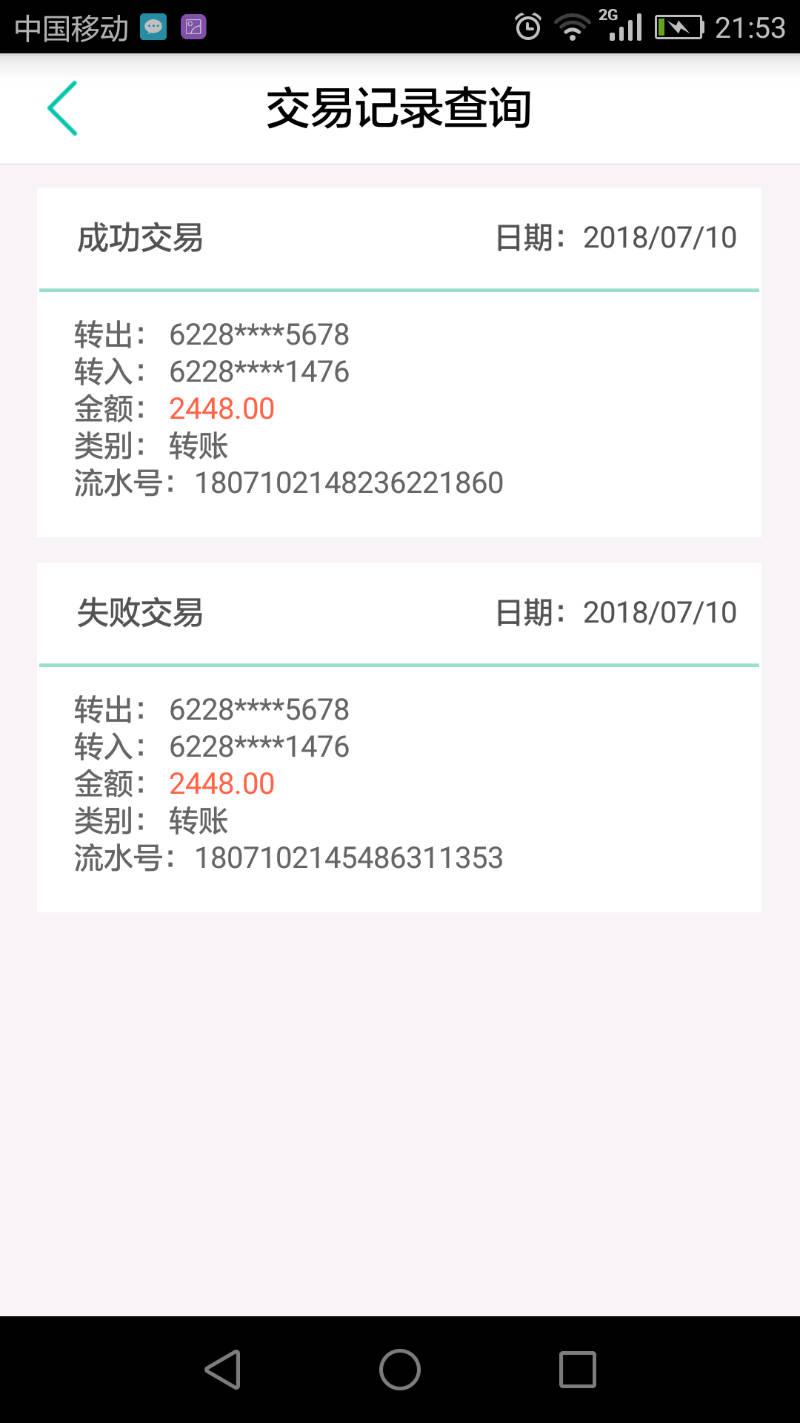 中国移动 2G 21:53
交易记录查询
成功交易 日期：2018/07/10
转出： 6228****5678
转入： 6228****1476
金额： 2448.00
类别： 转账
流水号：1807102148236221860
失败交易 日期：2018/07/10
转出： 6228****5678
转入： 6228****1476
金额： 2448.00
类别： 转账
流水号：1807102145486311353